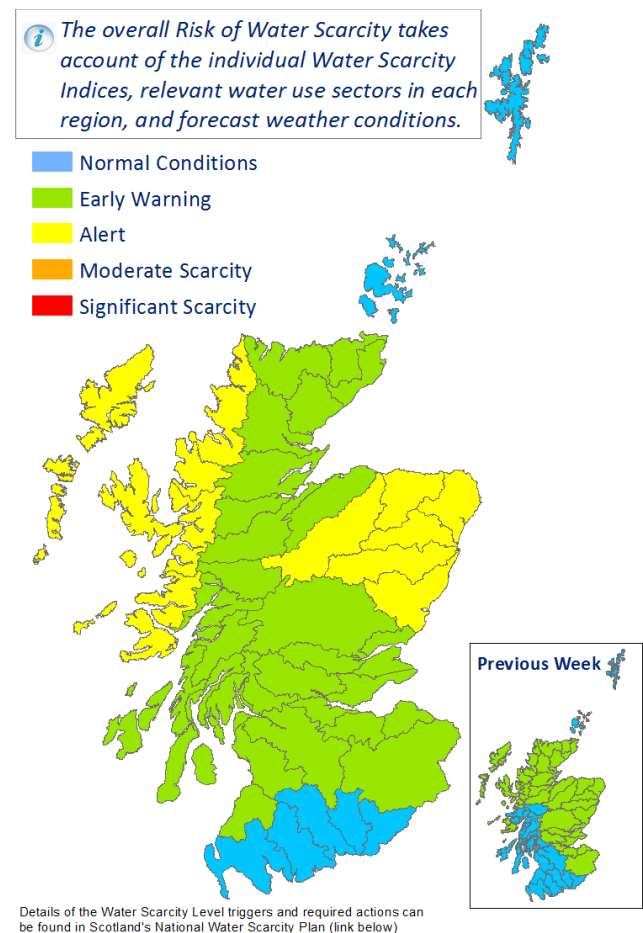 The overall Risk of Water Scarcity takes
account of the individual Water Scarcity
Indices, relevant water use sectors in each
region, and forecast weather conditions.
Normal Conditions
Early Warning
Alert
Moderate Scarcity
Significant Scarcity
Previous Week
Details of the Water Scarcity Level triggers and required actions can
be found in Scotland's National Water Scarcity Plan (link below)